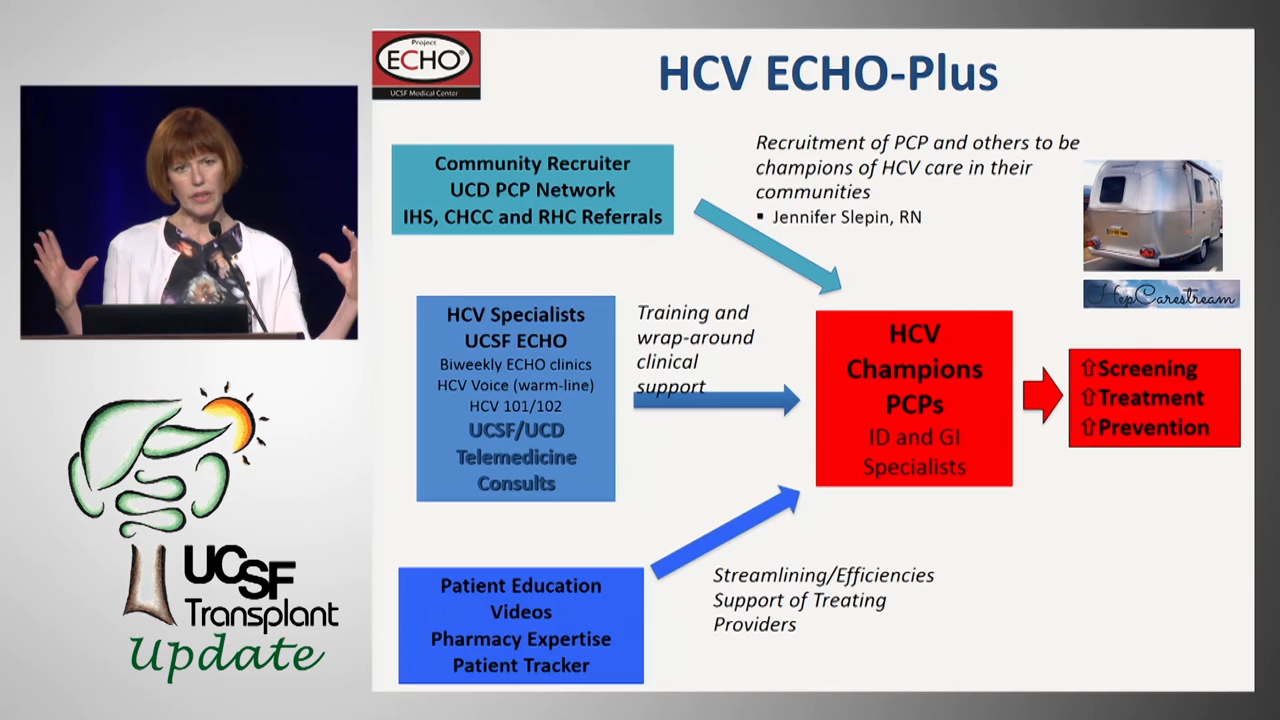 Project
ECHO®
UCSF Medical Center
HCV ECHO-Plus
Community Recruiter
UCD PCP Network
IHS, CHCC and RHC Referrals
Recruitment of PCP and others to be
champions of HCV care in their
communities
▪ Jennifer Slepin, RN
HepCarestream
HCV Specialists
UCSF ECHO
Biweekly ECHO clinics
HCV Voice (warm-line)
HCV 101/102
UCSF/UCD
Telemedicine
Consults
Training and
wrap-around
clinical
support
HCV
Champions
PCPs
ID and GI
Specialists
⇧Screening
⇧Treatment
⇧Prevention
Patient Education
Videos
Pharmacy Expertise
Patient Tracker
Streamlining/Efficiencies
Support of Treating
Providers
UCSF
Transplant
Update